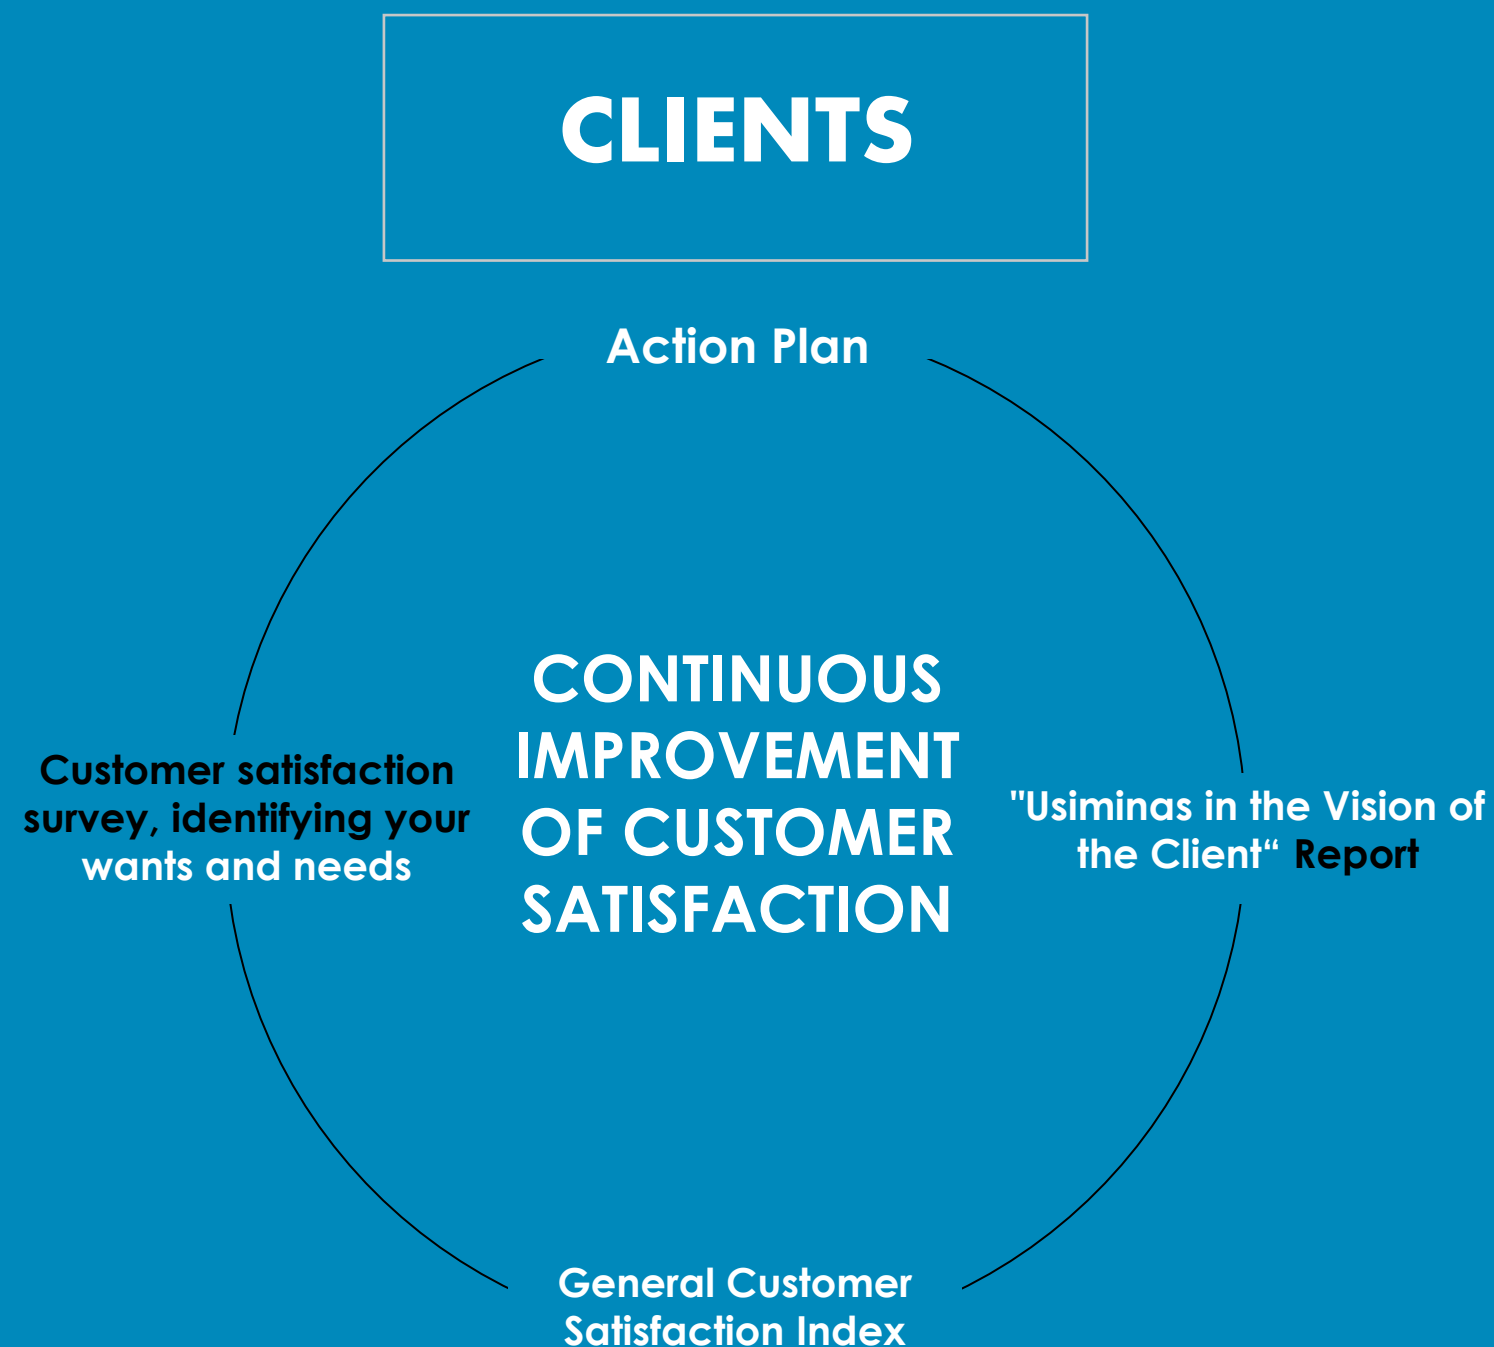 CLIENTS
Action Plan
CONTINUOUS
IMPROVEMENT
OF CUSTOMER
SATISFACTION
Customer satisfaction
survey, identifying your
wants and needs
"Usiminas in the Vision of
the Client“ Report
General Customer
Satisfaction Index